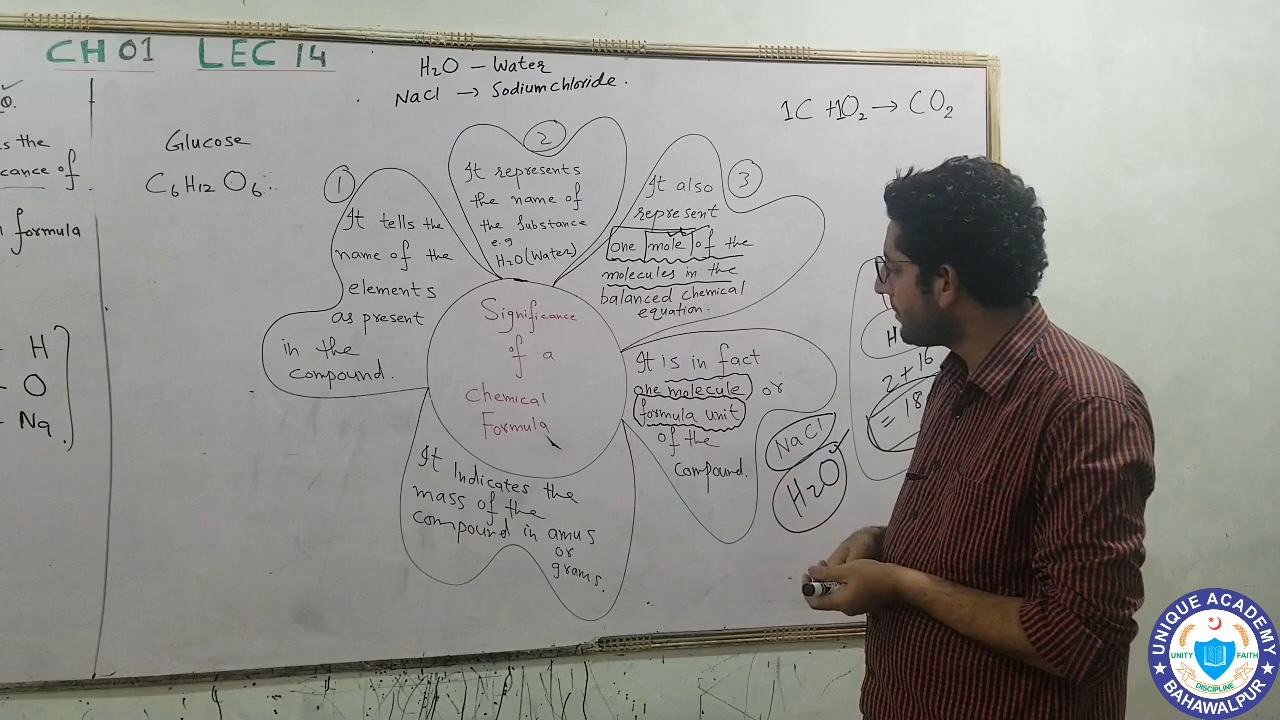 CH 01 LEC 14
H2O - Water
NaCl → Sodium chloride.
1C + 1O2 → CO2
s the
cance of
formula
H
O
Na
Glucose
C6H12O6..
1
It tells the
name of the
elements
as present
in the
compound.
2
It represents
the name of
the Substance
e.g
H2O (Water)
3
It also
represent
one mole of the
molecules in the
balanced chemical
equation.
Significance
of a
Chemical
Formula
It is in fact
one molecule or
formula unit
of the
compound.
NaCl
H2O
It Indicates the
mass of the
compound in amus
or
grams.
H
2 + 16
= 18
UNIQUE ACADEMY
UNITY FAITH
DISCIPLINE
BAHAWALPUR